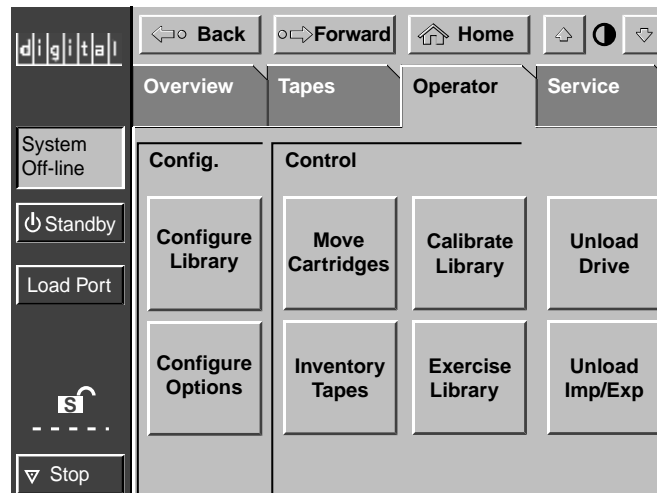 digital
Back
Forward
Home
Overview
Tapes
Operator
Service
System
Off-line
Standby
Load Port
S
Stop
Config.
Control
Configure
Library
Move
Cartridges
Calibrate
Library
Unload
Drive
Configure
Options
Inventory
Tapes
Exercise
Library
Unload
Imp/Exp